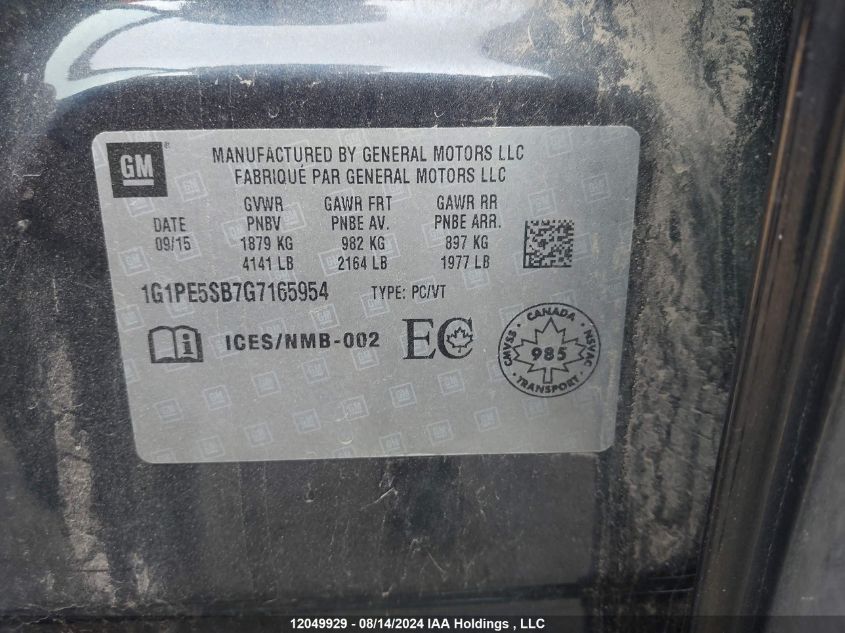 GM
MANUFACTURED BY GENERAL MOTORS LLC
FABRIQUÉ PAR GENERAL MOTORS LLC
DATE
09/15
GVWR
PNBV
1879 KG
4141 LB
GAWR FRT
PNBE AV.
982 KG
2164 LB
GAWR RR
PNBE ARR.
897 KG
1977 LB
1G1PE5SB7G7165954 TYPE: PC/VT
ICES/NMB-002
EC
CANADA
CMVSS
985
NSVAC
TRANSPORT
12049929 - 08/14/2024 IAA Holdings , LLC